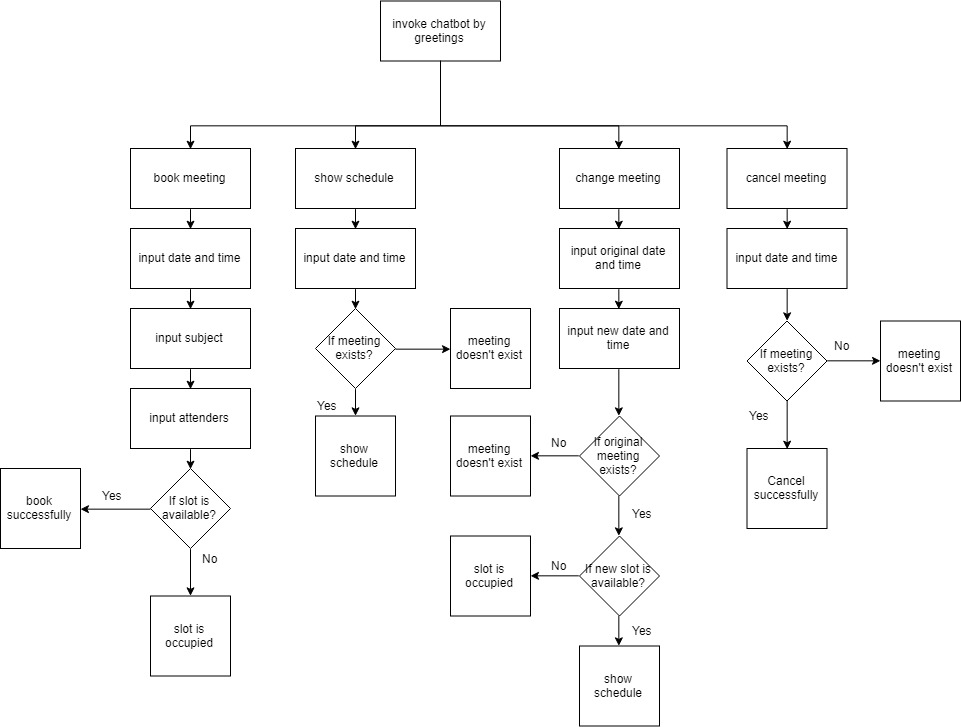 invoke chatbot by
greetings
book meeting
show schedule
change meeting
cancel meeting
input date and time
input date and time
input original date
and time
input date and time
input subject
If meeting
exists?
meeting
doesn't exist
input new date and
time
If meeting
exists?
No
meeting
doesn't exist
Yes
input attenders
show
schedule
meeting
doesn't exist
No
If original
meeting
exists?
Yes
book
successfully
Yes
If slot is
available?
Cancel
successfully
Yes
No
slot is
occupied
No
If new slot is
available?
slot is
occupied
Yes
show
schedule